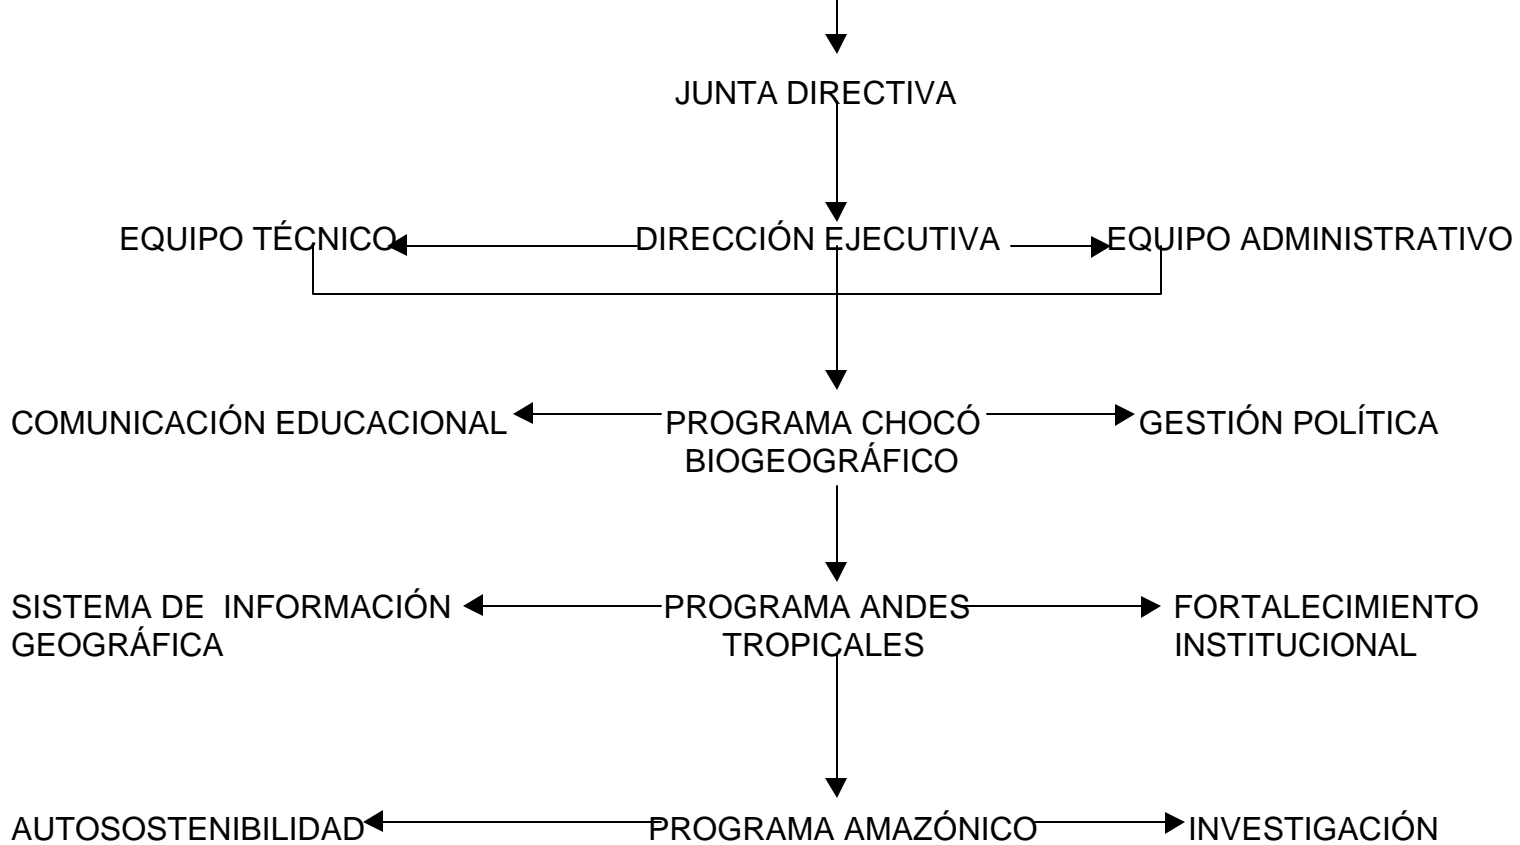 JUNTA DIRECTIVA
EQUIPO TÉCNICO DIRECCIÓN EJECUTIVA EQUIPO ADMINISTRATIVO
COMUNICACIÓN EDUCACIONAL PROGRAMA CHOCÓ GESTIÓN POLÍTICA
BIOGEOGRÁFICO
SISTEMA DE INFORMACIÓN PROGRAMA ANDES FORTALECIMIENTO
GEOGRÁFICA TROPICALES INSTITUCIONAL
AUTOSOSTENIBILIDAD PROGRAMA AMAZÓNICO INVESTIGACIÓN